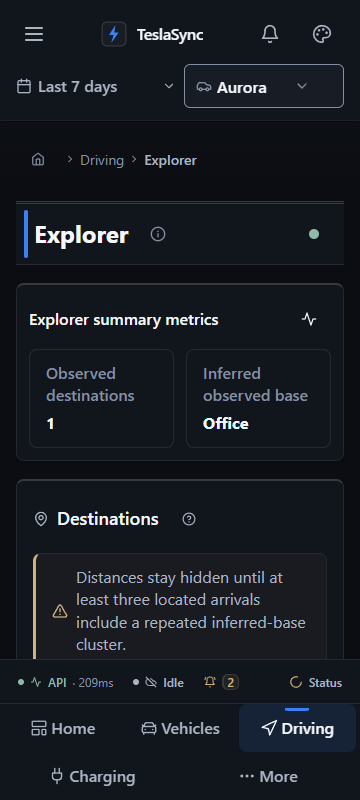 TeslaSync
Last 7 days
Aurora
Driving
Explorer
Explorer
Explorer summary metrics
Observed
destinations
1
Inferred
observed base
Office
Destinations
Distances stay hidden until at
least three located arrivals
include a repeated inferred-base
cluster.
API · 209ms
Idle
2
Status
Home
Vehicles
Driving
Charging
More